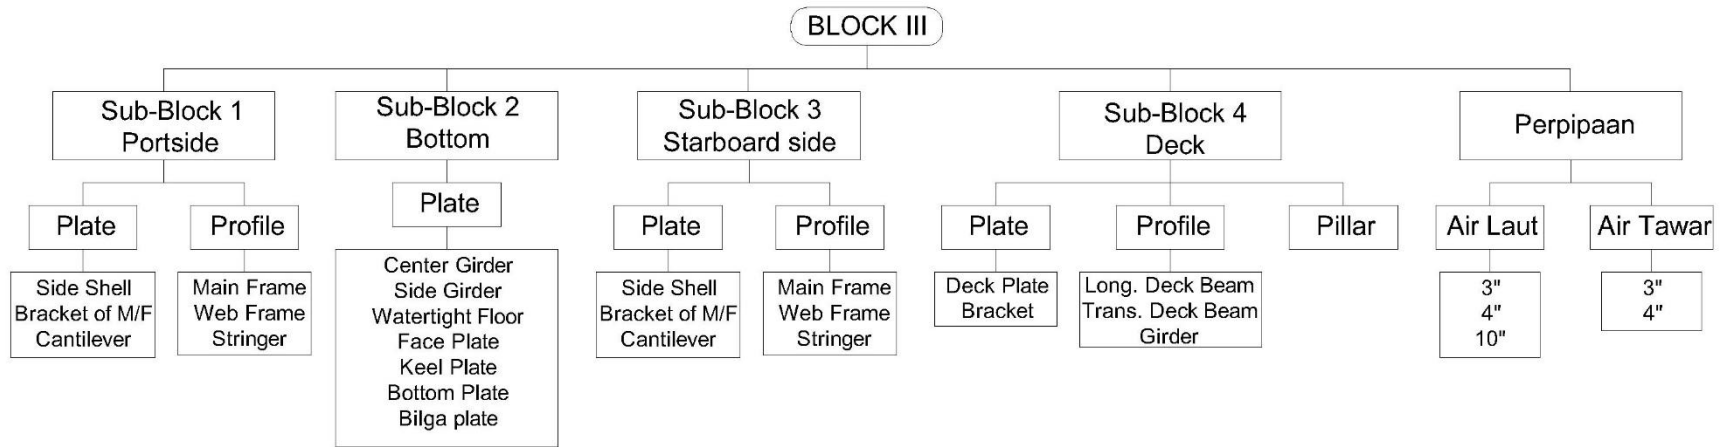 BLOCK III
Sub-Block 1
Portside
Sub-Block 2
Bottom
Sub-Block 3
Starboard side
Sub-Block 4
Deck
Perpipaan
Plate
Profile
Plate
Plate
Profile
Plate
Profile
Pillar
Air Laut
Air Tawar
Side Shell
Bracket of M/F
Cantilever
Main Frame
Web Frame
Stringer
Center Girder
Side Girder
Watertight Floor
Face Plate
Keel Plate
Bottom Plate
Bilga plate
Side Shell
Bracket of M/F
Cantilever
Main Frame
Web Frame
Stringer
Deck Plate
Bracket
Long. Deck Beam
Trans. Deck Beam
Girder
3"
4"
10"
3"
4"